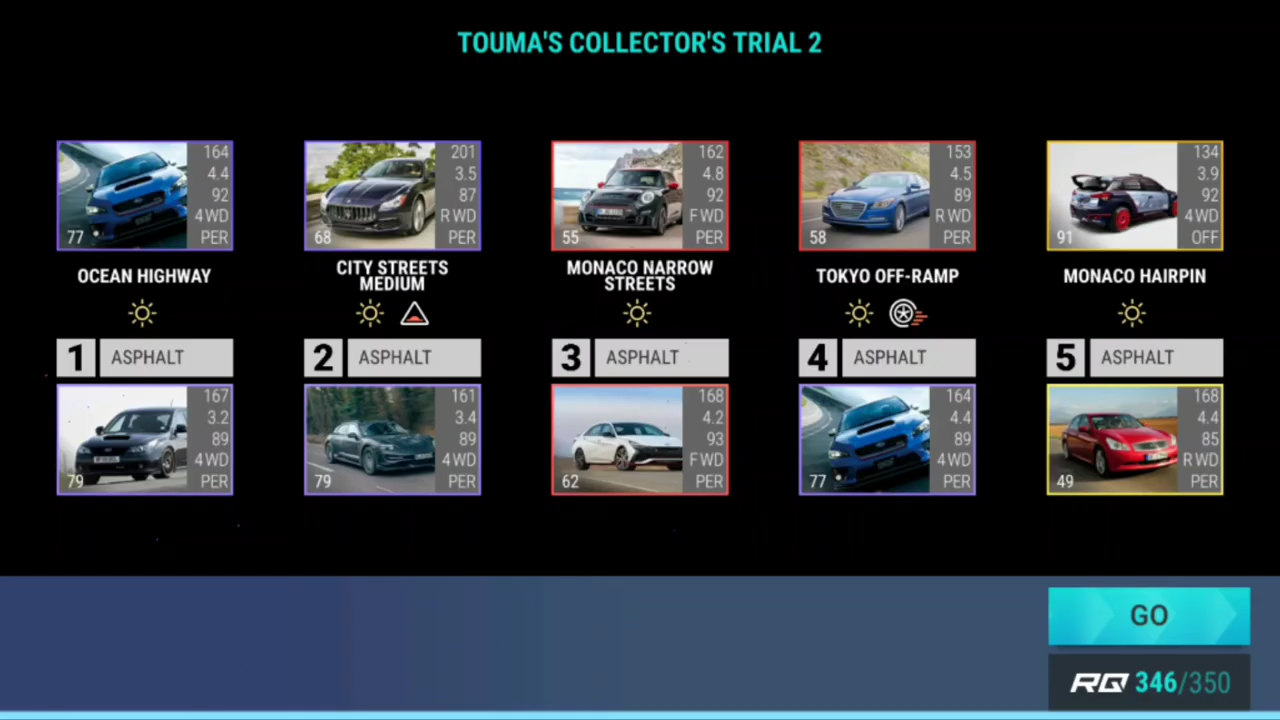 TOUMA'S COLLECTOR'S TRIAL 2
164
4.4
92
4WD
77 PER
201
3.5
87
RWD
68 PER
162
4.8
92
FWD
55 PER
153
4.5
89
RWD
58 PER
134
3.9
92
4WD
91 OFF
OCEAN HIGHWAY
CITY STREETS
MEDIUM
MONACO NARROW
STREETS
TOKYO OFF-RAMP
MONACO HAIRPIN
1 ASPHALT
2 ASPHALT
3 ASPHALT
4 ASPHALT
5 ASPHALT
167
3.2
89
4WD
79 PER
161
3.4
89
4WD
79 PER
168
4.2
93
FWD
62 PER
164
4.4
89
4WD
77 PER
168
4.4
85
RWD
49 PER
GO
RQ 346/350